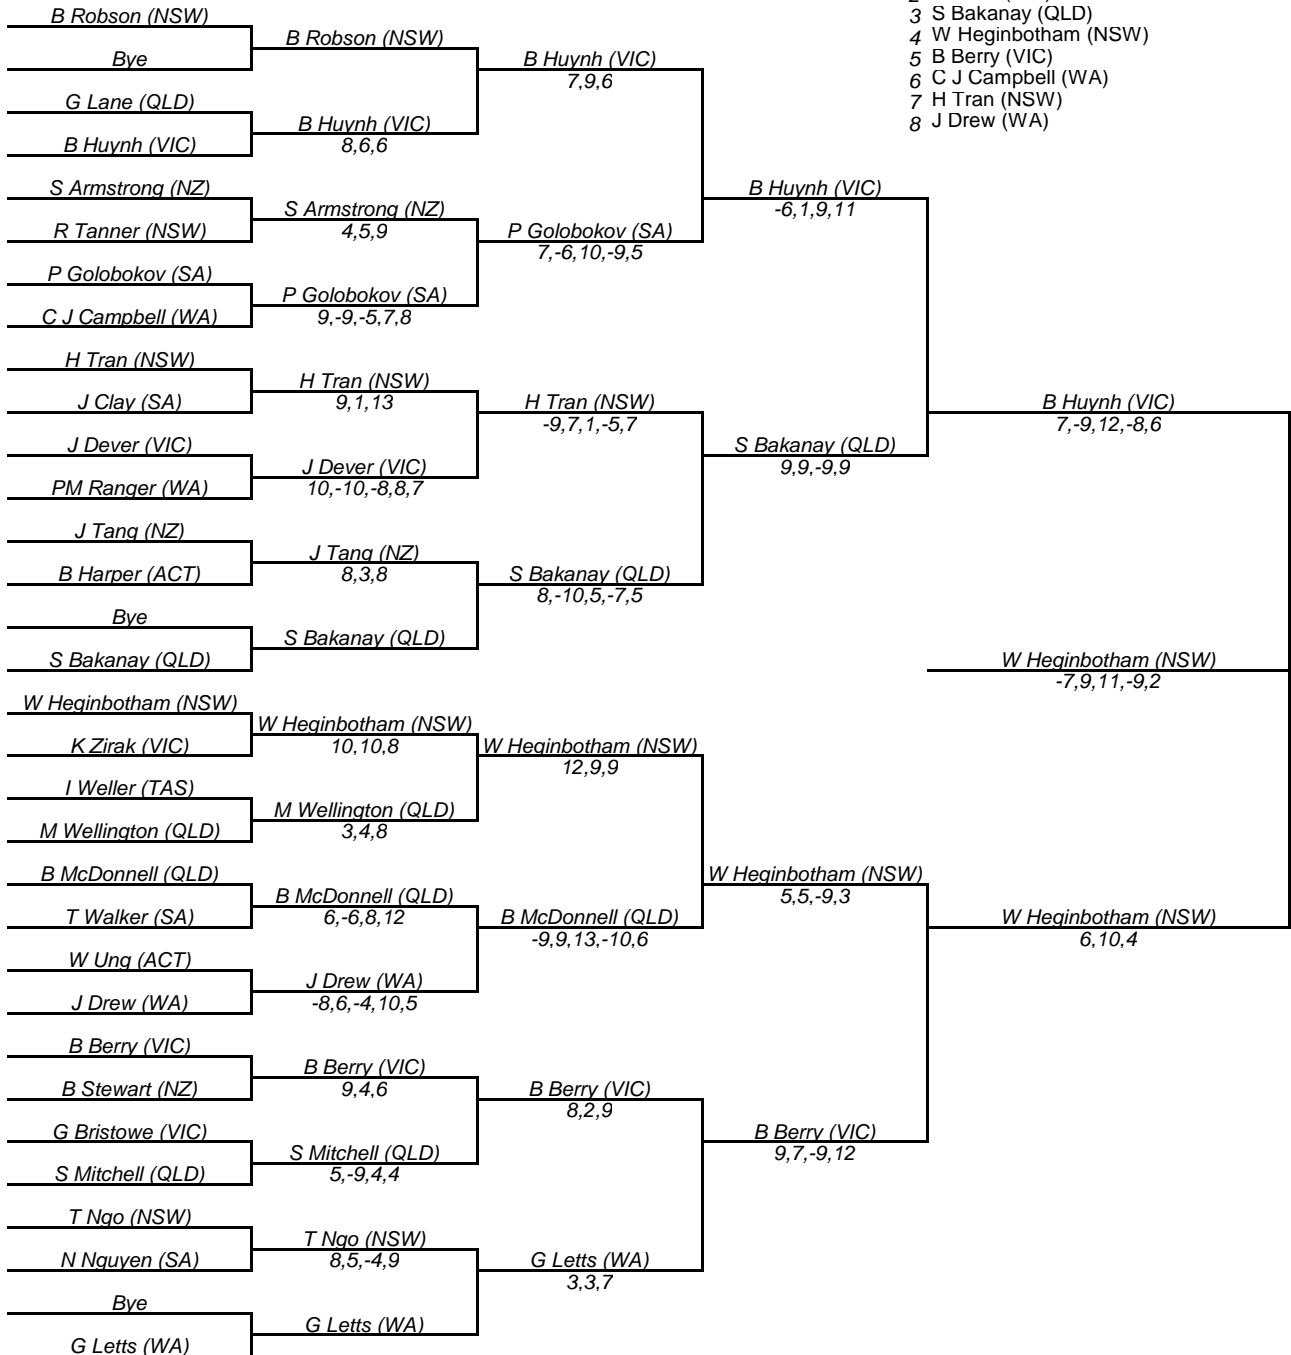 3 S Bakanay (QLD)
4 W Heginbotham (NSW)
5 B Berry (VIC)
6 C J Campbell (WA)
7 H Tran (NSW)
8 J Drew (WA)
B Robson (NSW)
Bye
G Lane (QLD)
B Huynh (VIC)
S Armstrong (NZ)
R Tanner (NSW)
P Golobokov (SA)
C J Campbell (WA)
H Tran (NSW)
J Clay (SA)
J Dever (VIC)
PM Ranger (WA)
J Tang (NZ)
B Harper (ACT)
Bye
S Bakanay (QLD)
W Heginbotham (NSW)
K Zirak (VIC)
I Weller (TAS)
M Wellington (QLD)
B McDonnell (QLD)
T Walker (SA)
W Ung (ACT)
J Drew (WA)
B Berry (VIC)
B Stewart (NZ)
G Bristowe (VIC)
S Mitchell (QLD)
T Ngo (NSW)
N Nguyen (SA)
Bye
G Letts (WA)
B Robson (NSW)
B Huynh (VIC)
8,6,6
S Armstrong (NZ)
4,5,9
P Golobokov (SA)
9,-9,-5,7,8
H Tran (NSW)
9,1,13
J Dever (VIC)
10,-10,-8,8,7
J Tang (NZ)
8,3,8
S Bakanay (QLD)
W Heginbotham (NSW)
10,10,8
M Wellington (QLD)
3,4,8
B McDonnell (QLD)
6,-6,8,12
J Drew (WA)
-8,6,-4,10,5
B Berry (VIC)
9,4,6
S Mitchell (QLD)
5,-9,4,4
T Ngo (NSW)
8,5,-4,9
G Letts (WA)
B Huynh (VIC)
7,9,6
P Golobokov (SA)
7,-6,10,-9,5
H Tran (NSW)
-9,7,1,-5,7
S Bakanay (QLD)
8,-10,5,-7,5
W Heginbotham (NSW)
12,9,9
B McDonnell (QLD)
-9,9,13,-10,6
B Berry (VIC)
8,2,9
G Letts (WA)
3,3,7
B Huynh (VIC)
-6,1,9,11
S Bakanay (QLD)
9,9,-9,9
W Heginbotham (NSW)
5,5,-9,3
B Berry (VIC)
9,7,-9,12
B Huynh (VIC)
7,-9,12,-8,6
W Heginbotham (NSW)
6,10,4
W Heginbotham (NSW)
-7,9,11,-9,2